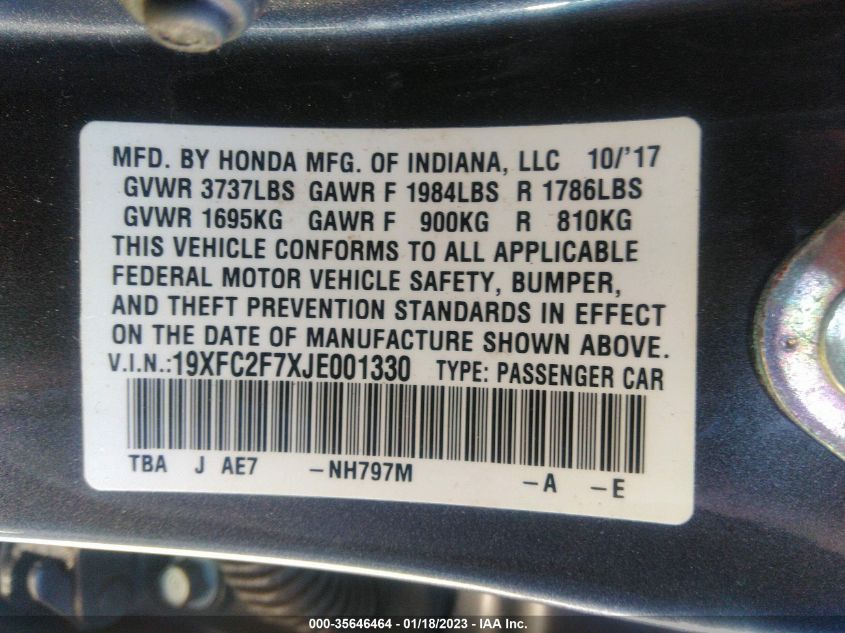 MFD. BY HONDA MFG. OF INDIANA, LLC 10/'17
GVWR 3737LBS GAWR F 1984LBS R 1786LBS
GVWR 1695KG GAWR F 900KG R 810KG
THIS VEHICLE CONFORMS TO ALL APPLICABLE
FEDERAL MOTOR VEHICLE SAFETY, BUMPER,
AND THEFT PREVENTION STANDARDS IN EFFECT
ON THE DATE OF MANUFACTURE SHOWN ABOVE.
V.I.N.:19XFC2F7XJE001330 TYPE: PASSENGER CAR
TBA J AE7 -NH797M -A -E
000-35646464 - 01/18/2023 - IAA Inc.